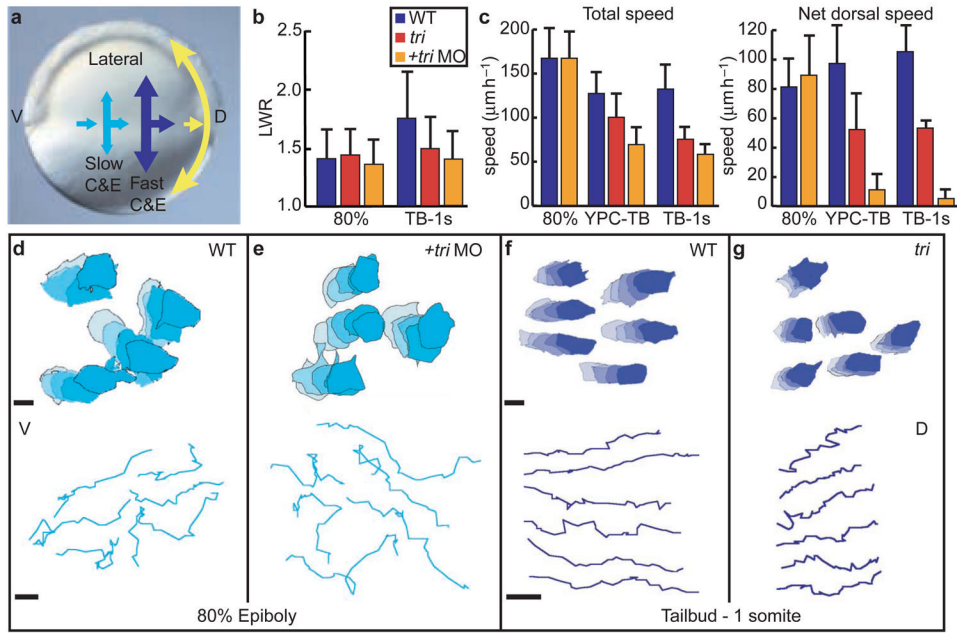 a
Lateral
V
D
Slow
C&E
Fast
C&E
b
2.5
2.0
1.5
1.0
LWR
80%
TB-1s
WT
tri
+tri MO
c
Total speed
200
150
100
50
0
speed (µm h⁻¹)
80% YPC-TB TB-1s
Net dorsal speed
120
100
80
60
40
20
0
speed (µm h⁻¹)
80% YPC-TB TB-1s
d
WT
V
e
+tri MO
80% Epiboly
f
WT
g
tri
D
Tailbud - 1 somite